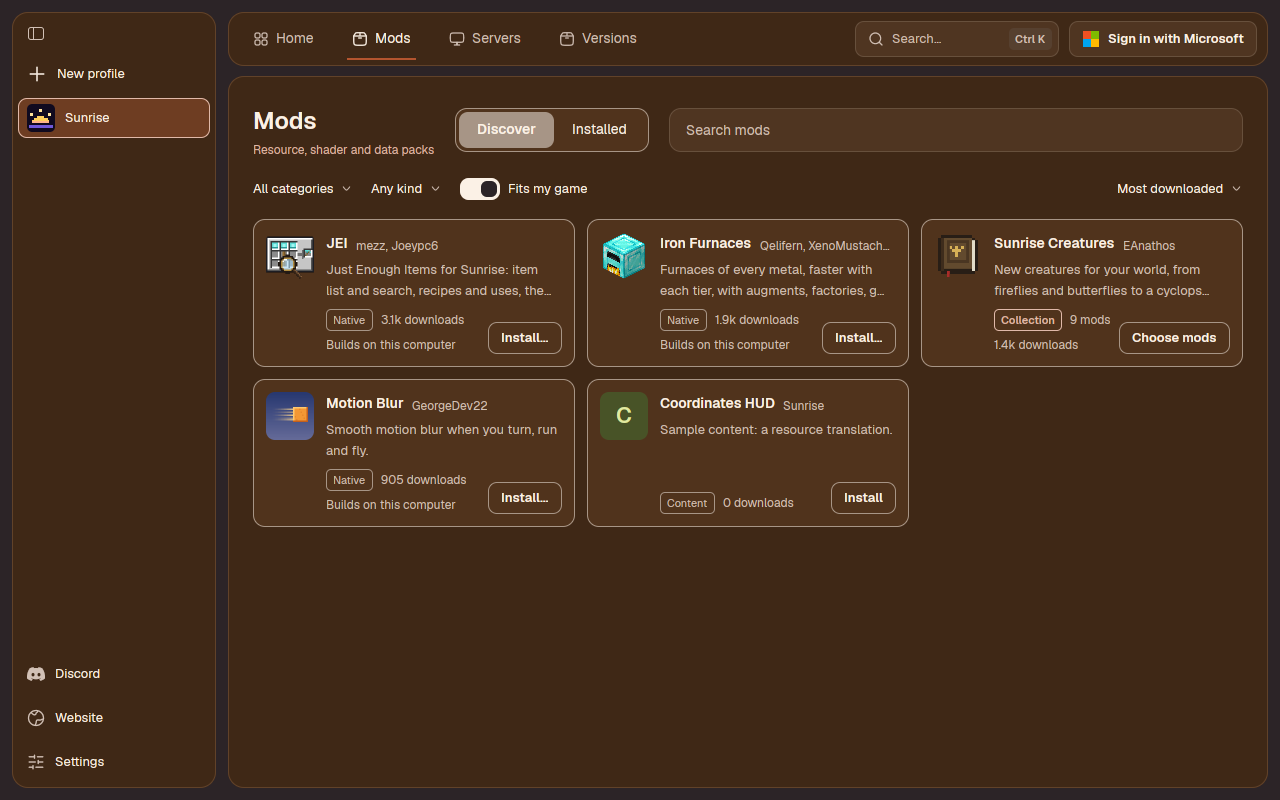 Home
Mods
Servers
Versions
Search...
Ctrl K
Sign in with Microsoft
New profile
Sunrise
Mods
Resource, shader and data packs
Discover
Installed
Search mods
All categories
Any kind
Fits my game
Most downloaded
JEI mezz, Joeypc6
Just Enough Items for Sunrise: item
list and search, recipes and uses, the…
Native 3.1k downloads
Builds on this computer
Install…
Iron Furnaces Qelifern, XenoMustach…
Furnaces of every metal, faster with
each tier, with augments, factories, g…
Native 1.9k downloads
Builds on this computer
Install…
Sunrise Creatures EAnathos
New creatures for your world, from
fireflies and butterflies to a cyclops…
Collection 9 mods
1.4k downloads
Choose mods
Motion Blur GeorgeDev22
Smooth motion blur when you turn, run
and fly.
Native 905 downloads
Builds on this computer
Install…
C
Coordinates HUD Sunrise
Sample content: a resource translation.
Content 0 downloads
Install
Discord
Website
Settings